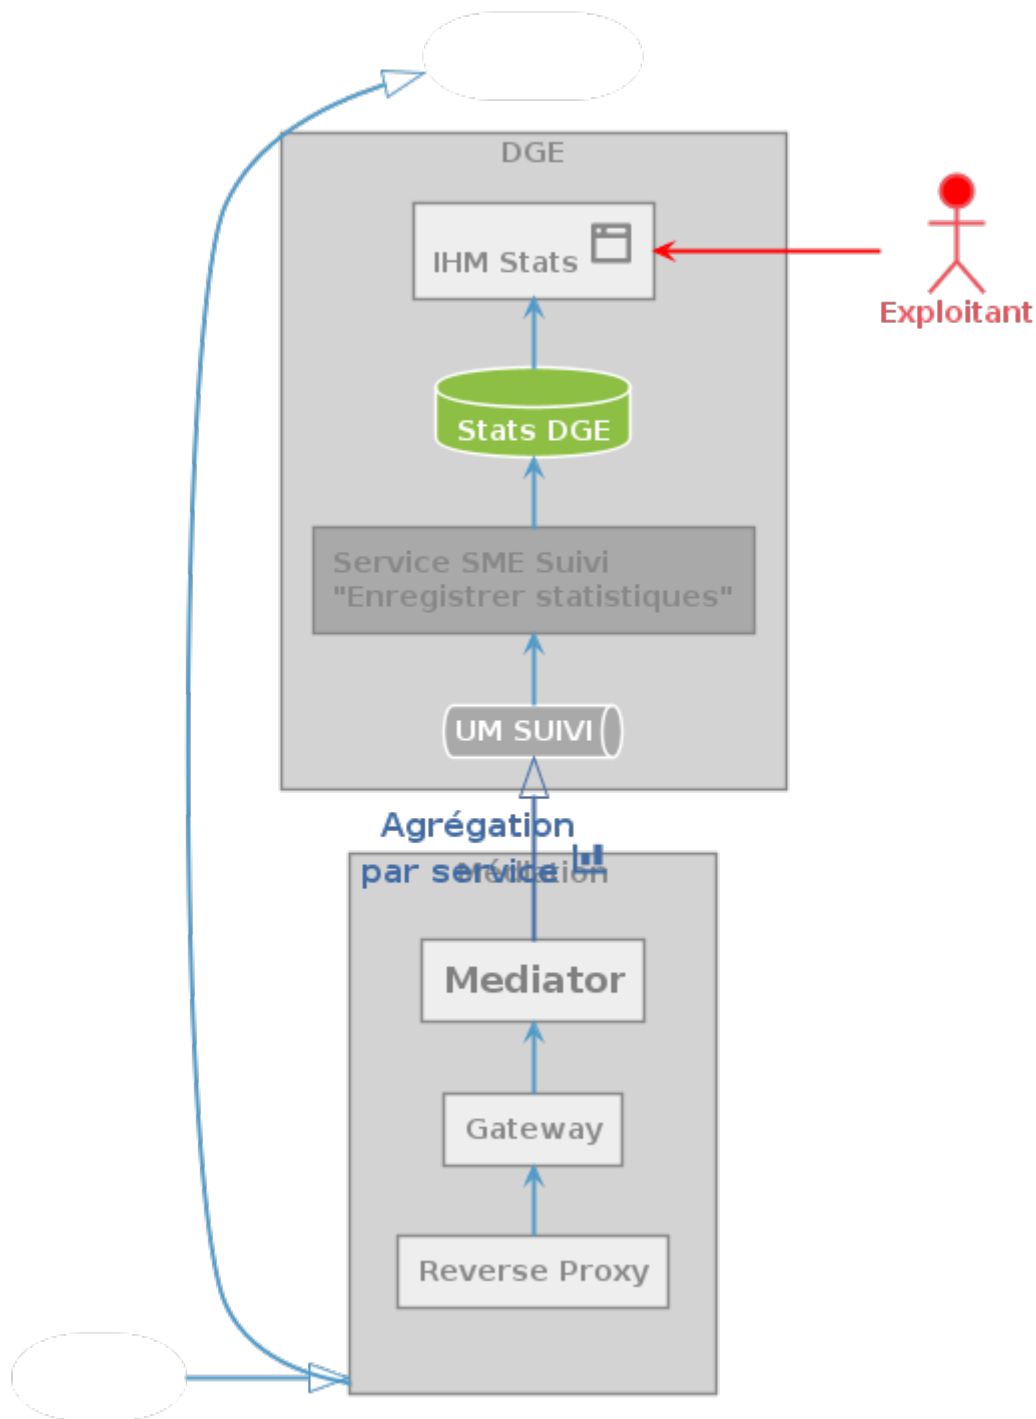 DGE
IHM Stats
Exploitant
Stats DGE
Service SME Suivi
"Enregistrer statistiques"
UM SUIVI
Agrégation
par service
Médiation
Mediator
Gateway
Reverse Proxy